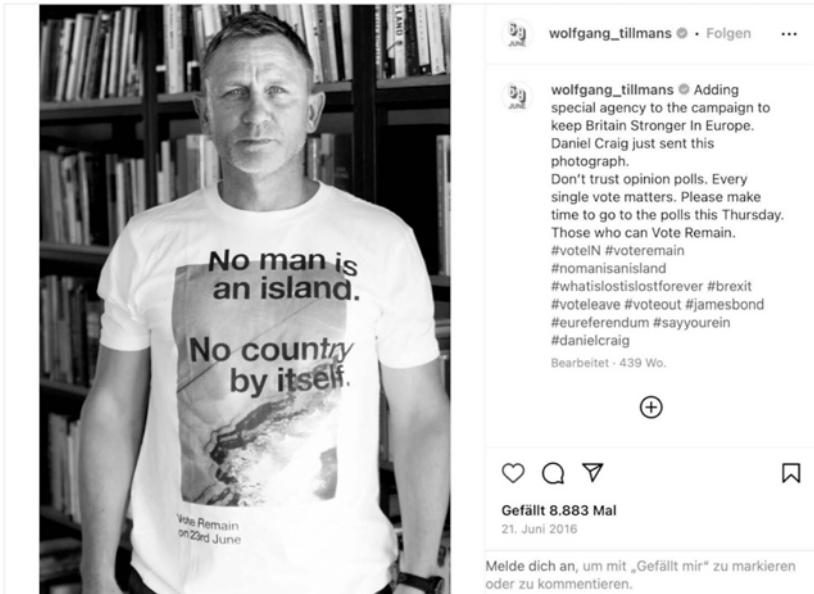 No man is
an island.
No country
by itself.
Vote Remain
on 23rd June
wolfgang_tillmans • Folgen
wolfgang_tillmans Adding
special agency to the campaign to
keep Britain Stronger In Europe.
Daniel Craig just sent this
photograph.
Don't trust opinion polls. Every
single vote matters. Please make
time to go to the polls this Thursday.
Those who can Vote Remain.
#voteIN #voteremain
#nomanisanisland
#whatislostislostforever #brexit
#voteleave #voteout #jamesbond
#eureferendum #sayyourein
#danielcraig
Bearbeitet · 439 Wo.
Gefällt 8.883 Mal
21. Juni 2016
Melde dich an, um mit „Gefällt mir“ zu markieren
oder zu kommentieren.